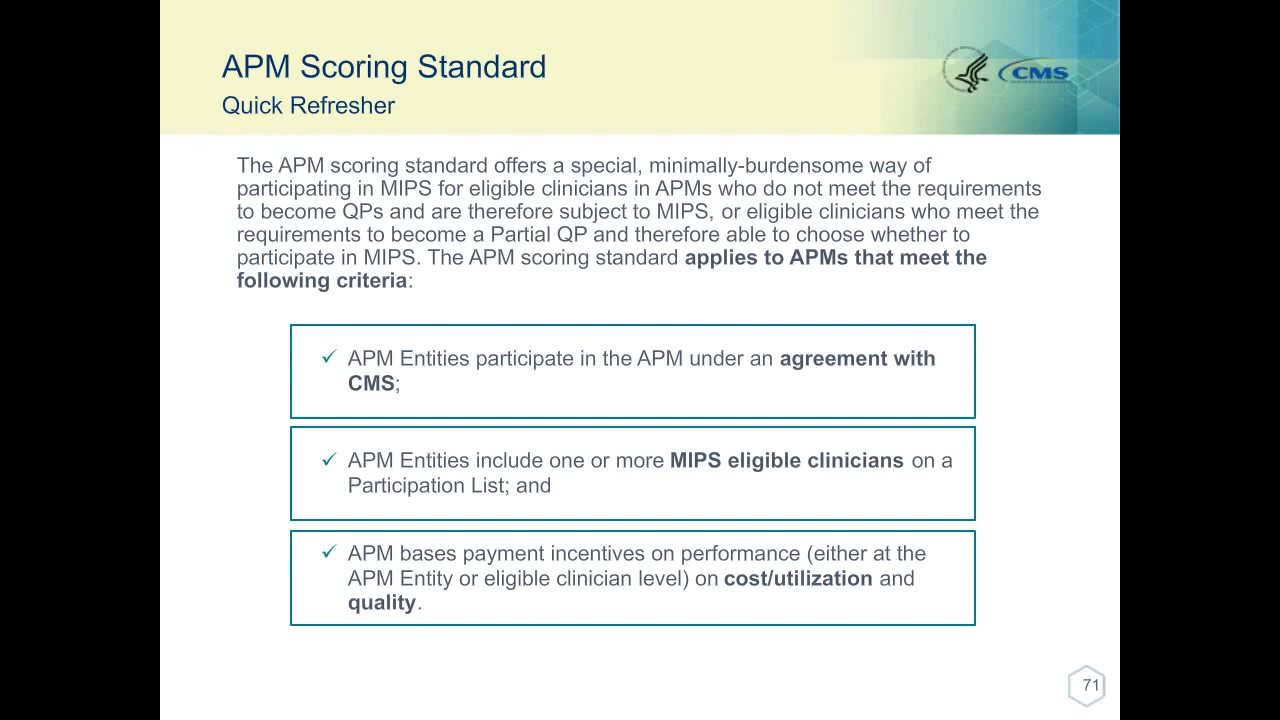 APM Scoring Standard
Quick Refresher
CMS
The APM scoring standard offers a special, minimally-burdensome way of
participating in MIPS for eligible clinicians in APMs who do not meet the requirements
to become QPs and are therefore subject to MIPS, or eligible clinicians who meet the
requirements to become a Partial QP and therefore able to choose whether to
participate in MIPS. The APM scoring standard applies to APMs that meet the
following criteria:
✓ APM Entities participate in the APM under an agreement with
CMS;
✓ APM Entities include one or more MIPS eligible clinicians on a
Participation List; and
✓ APM bases payment incentives on performance (either at the
APM Entity or eligible clinician level) on cost/utilization and
quality.
71